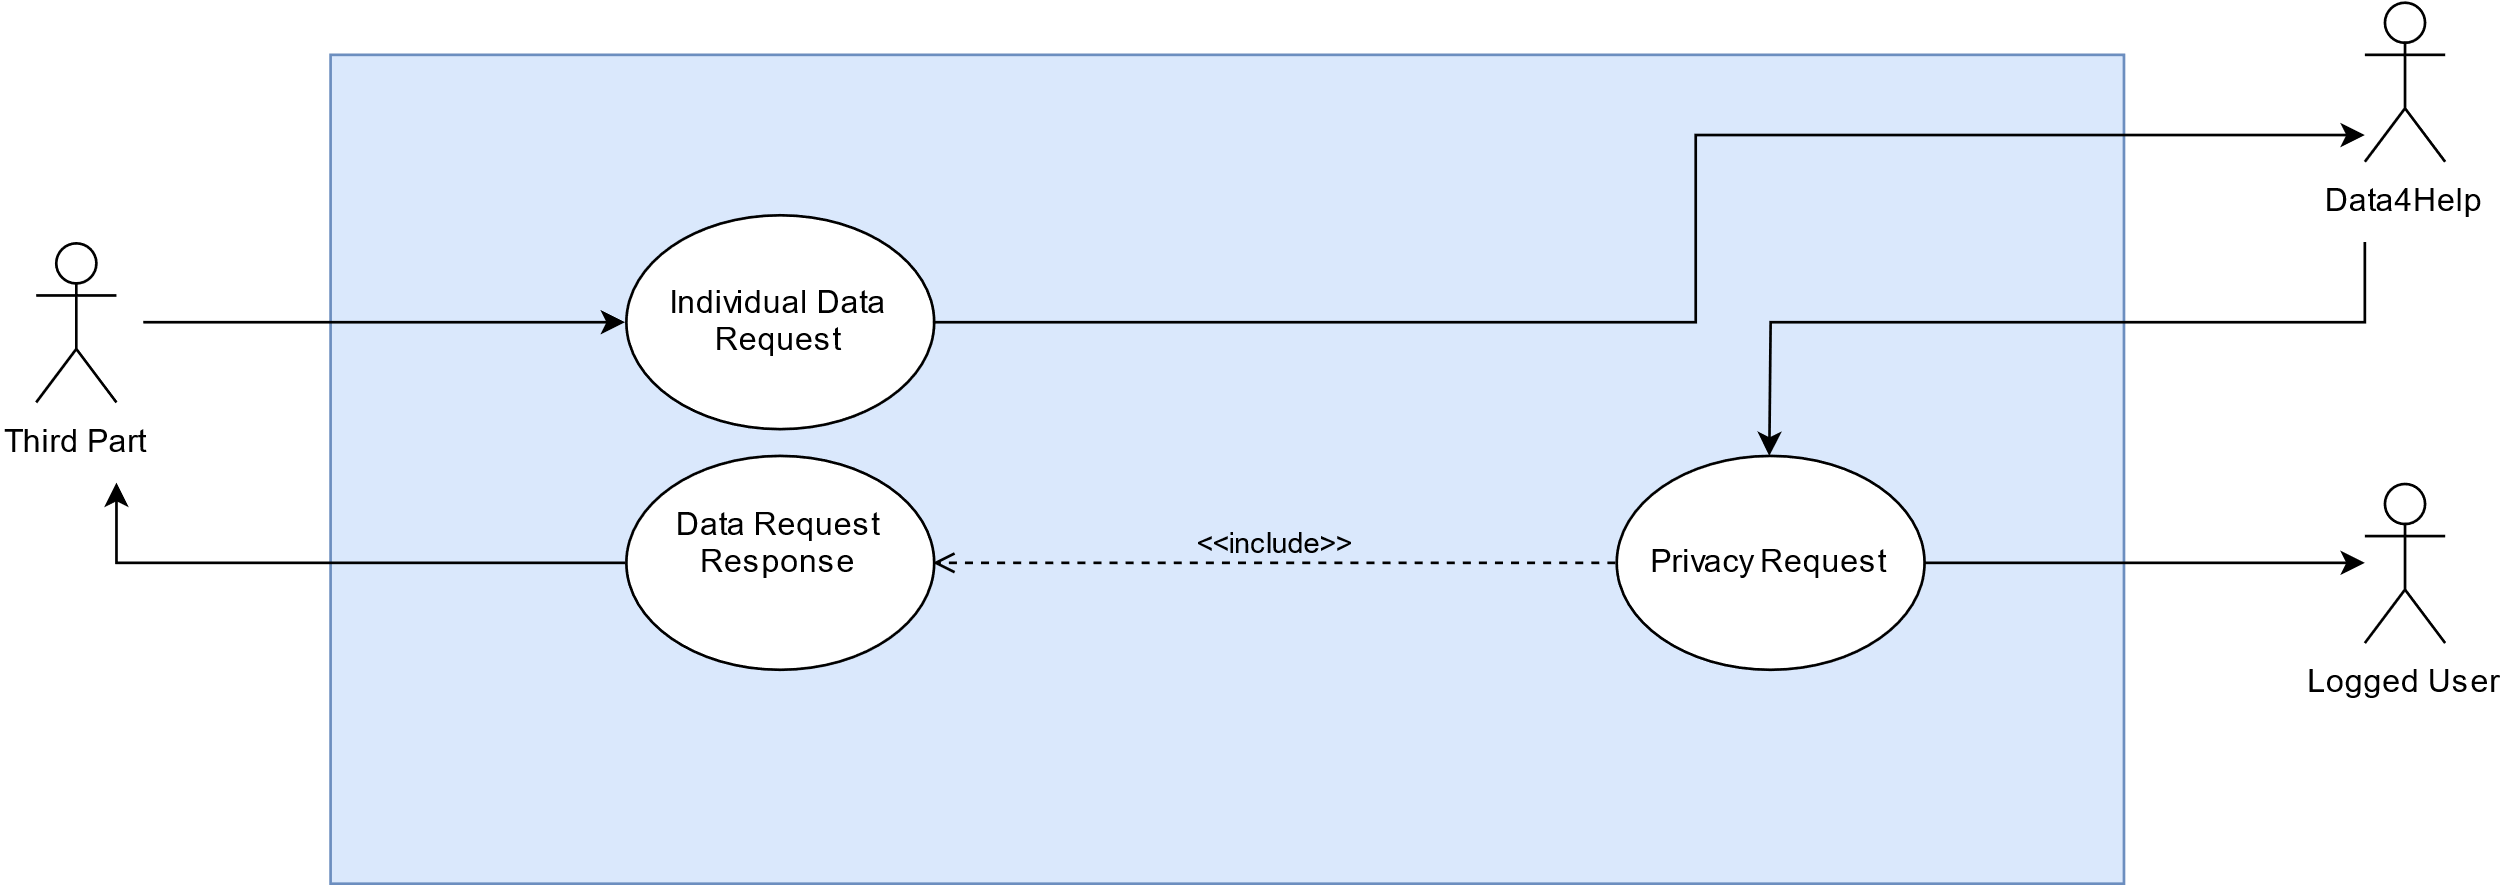 Data4Help
Individual Data
Request
Third Part
Data Request
Response
<<include>>
Privacy Request
Logged User